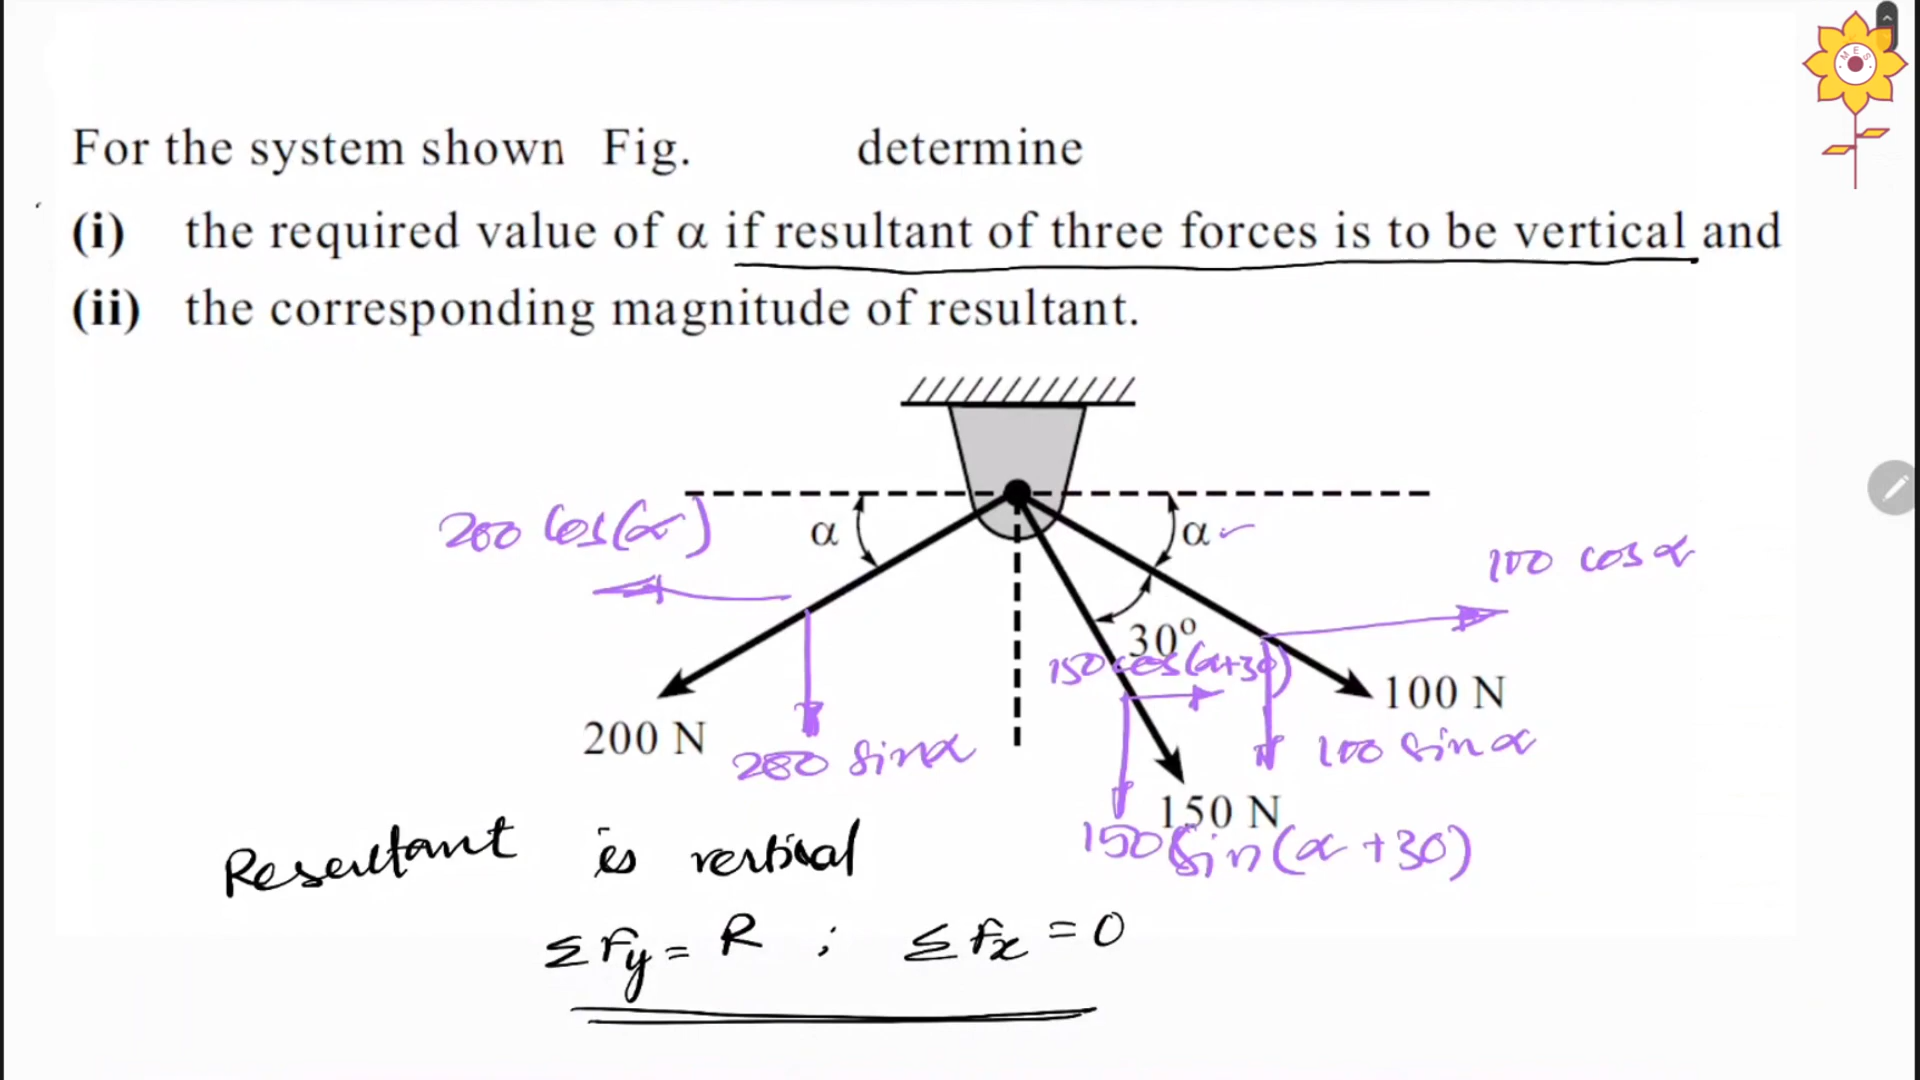 For the system shown Fig. determine
(i) the required value of α if resultant of three forces is to be vertical and
(ii) the corresponding magnitude of resultant.
MES
200 cos(α)
α
α
100 cos α
30°
150 cos(α+30)
100 N
200 N
200 sin α
100 sin α
150 N
150 sin(α+30)
Resultant is vertical
ΣFy = R ; ΣFx = 0